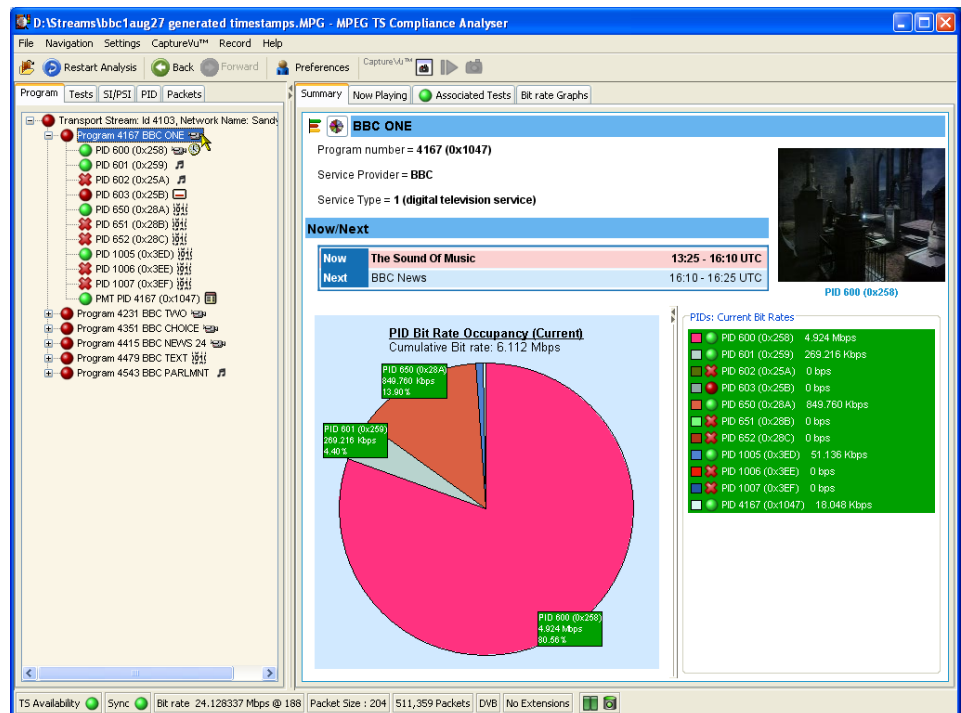 D:\Streams\bbc1aug27 generated timestamps.MPG - MPEG TS Compliance Analyser
File Navigation Settings CaptureVu™ Record Help
Restart Analysis Back Forward Preferences CaptureVu™
Program Tests SI/PSI PID Packets
Transport Stream: Id 4103, Network Name: Sandy
Program 4167 BBC ONE
PID 600 (0x258)
PID 601 (0x259)
PID 602 (0x25A)
PID 603 (0x25B)
PID 650 (0x28A)
PID 651 (0x28B)
PID 652 (0x28C)
PID 1005 (0x3ED)
PID 1006 (0x3EE)
PID 1007 (0x3EF)
PMT PID 4167 (0x1047)
Program 4231 BBC TWO
Program 4351 BBC CHOICE
Program 4415 BBC NEWS 24
Program 4479 BBC TEXT
Program 4543 BBC PARLMNT
Summary Now Playing Associated Tests Bit rate Graphs
BBC ONE
Program number = 4167 (0x1047)
Service Provider = BBC
Service Type = 1 (digital television service)
PID 600 (0x258)
Now/Next
Now The Sound Of Music 13:25 - 16:10 UTC
Next BBC News 16:10 - 16:25 UTC
PID Bit Rate Occupancy (Current)
Cumulative Bit rate: 6.112 Mbps
PID 650 (0x28A)
849.760 Kbps
13.90%
PID 601 (0x259)
269.216 Kbps
4.40%
PID 600 (0x258)
4.924 Mbps
80.56%
PIDs: Current Bit Rates
PID 600 (0x258) 4.924 Mbps
PID 601 (0x259) 269.216 Kbps
PID 602 (0x25A) 0 bps
PID 603 (0x25B) 0 bps
PID 650 (0x28A) 849.760 Kbps
PID 651 (0x28B) 0 bps
PID 652 (0x28C) 0 bps
PID 1005 (0x3ED) 51.136 Kbps
PID 1006 (0x3EE) 0 bps
PID 1007 (0x3EF) 0 bps
PID 4167 (0x1047) 18.048 Kbps
TS Availability Sync Bit rate 24.128337 Mbps @ 188 Packet Size : 204 511,359 Packets DVB No Extensions